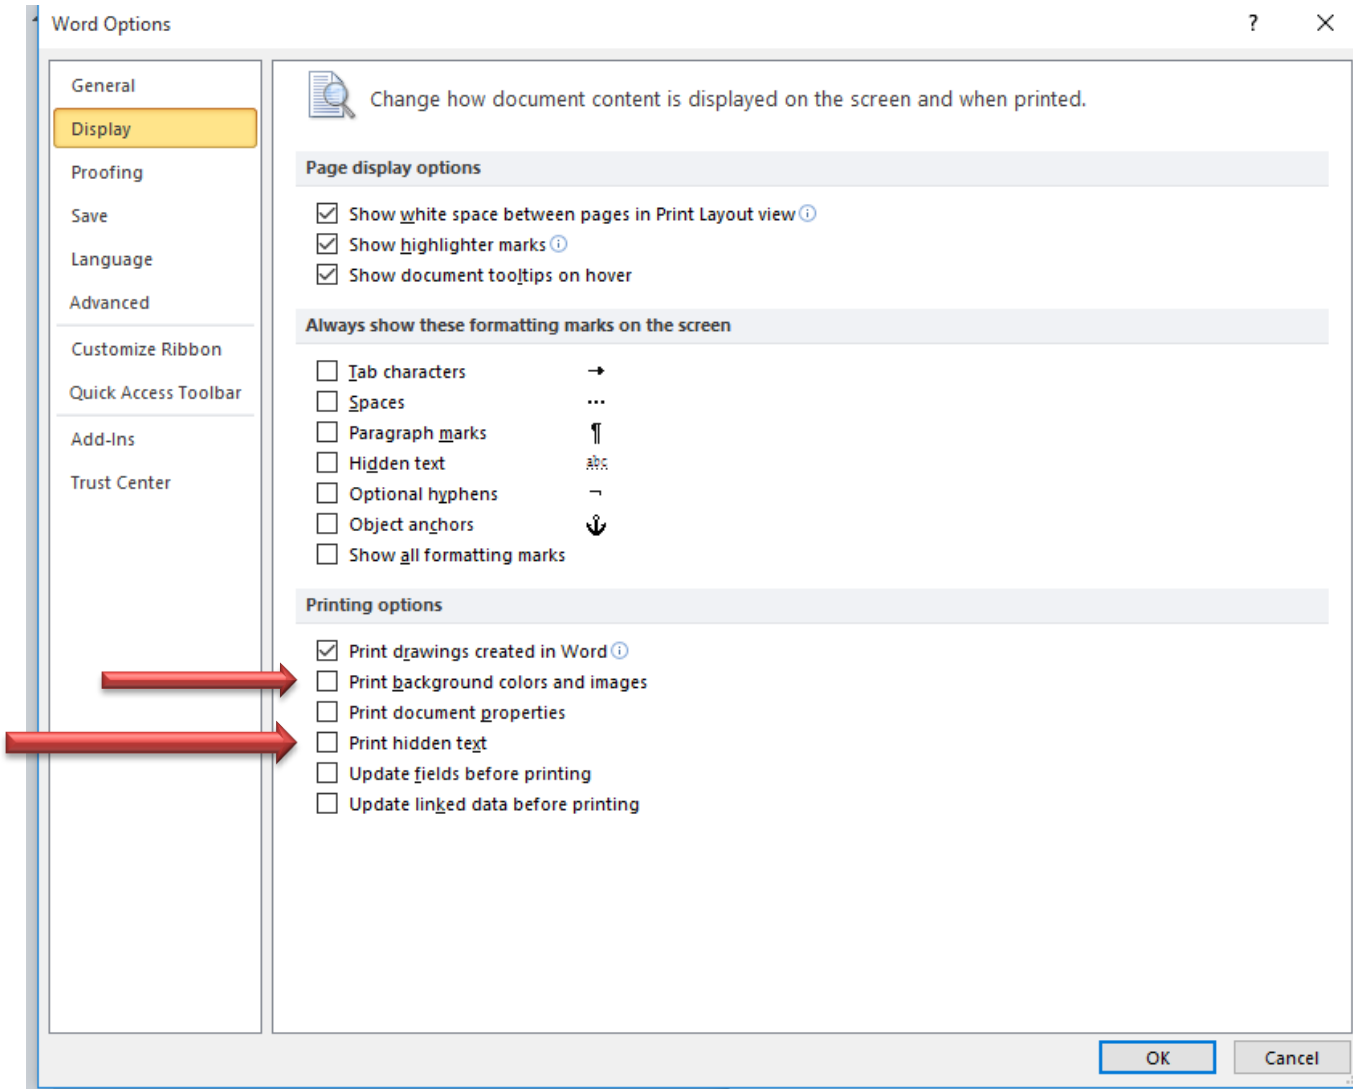 Word Options
?
General
Display
Proofing
Save
Language
Advanced
Customize Ribbon
Quick Access Toolbar
Add-Ins
Trust Center
Change how document content is displayed on the screen and when printed.
Page display options
Show white space between pages in Print Layout view
Show highlighter marks
Show document tooltips on hover
Always show these formatting marks on the screen
Tab characters →
Spaces ...
Paragraph marks ¶
Hidden text abc
Optional hyphens ¬
Object anchors
Show all formatting marks
Printing options
Print drawings created in Word
Print background colors and images
Print document properties
Print hidden text
Update fields before printing
Update linked data before printing
OK Cancel